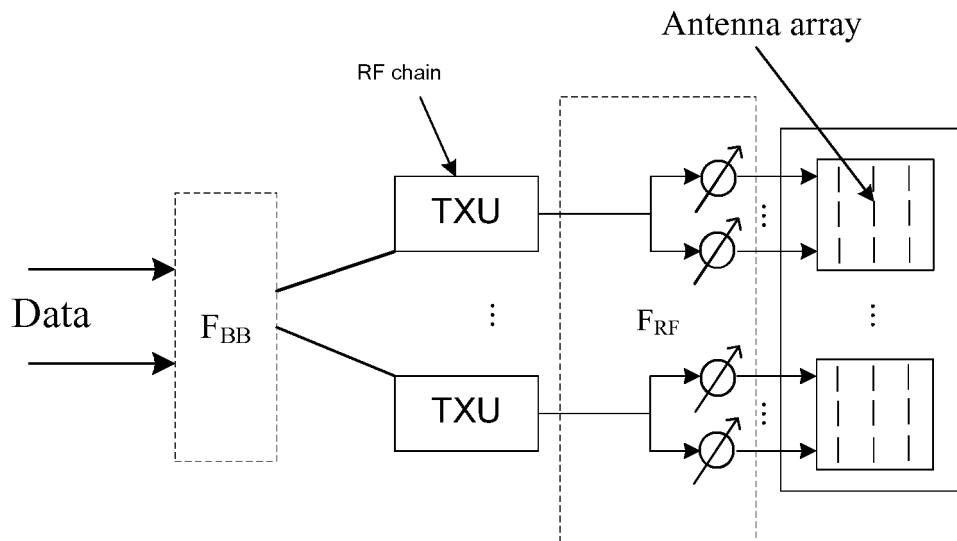 Antenna array
RF chain
TXU
Data
F_BB
F_RF
TXU